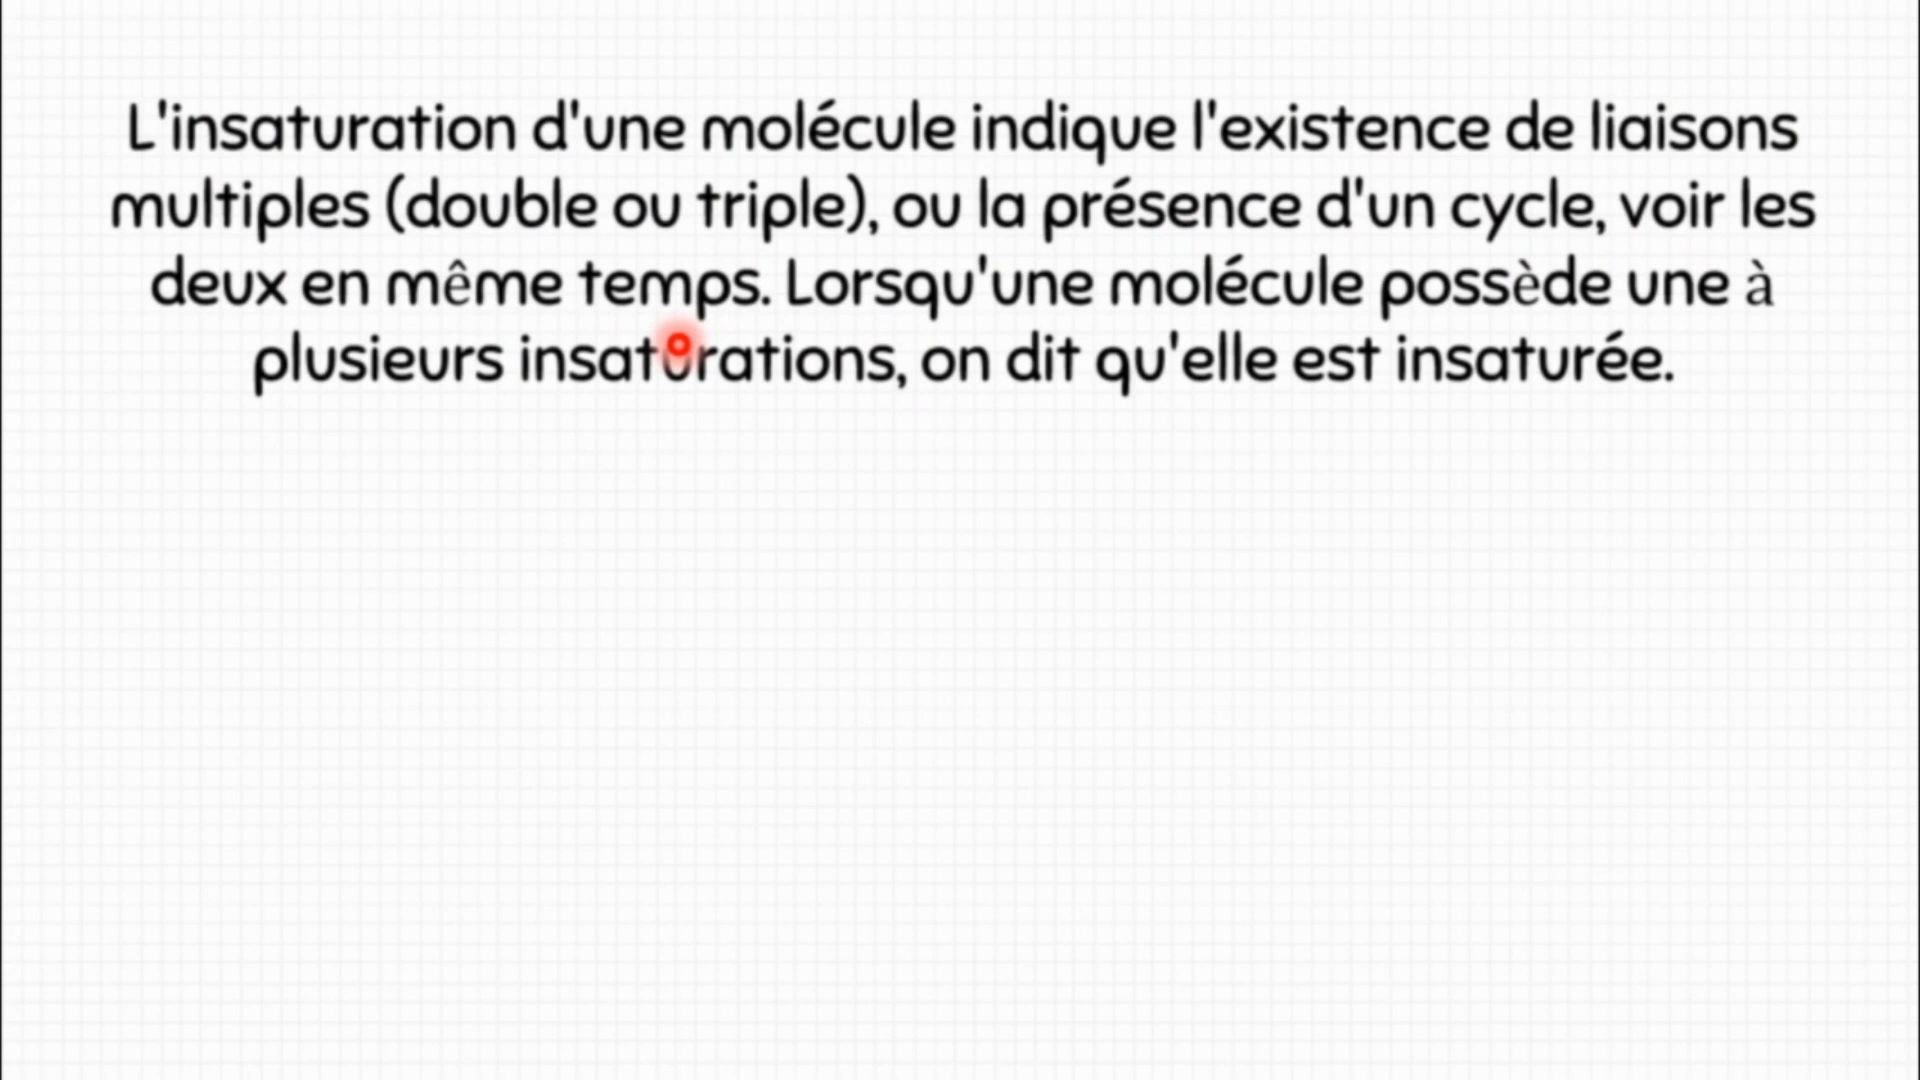 L'insaturation d'une molécule indique l'existence de liaisons
multiples (double ou triple), ou la présence d'un cycle, voir les
deux en même temps. Lorsqu'une molécule possède une à
plusieurs insaturations, on dit qu'elle est insaturée.